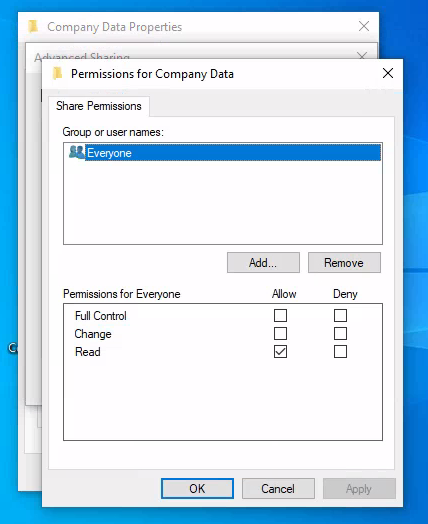 Company Data Properties
Advanced Sharing
Permissions for Company Data
Share Permissions
Group or user names:
Everyone
Add...
Remove
Permissions for Everyone
Allow
Deny
Full Control
Change
Read
OK
Cancel
Apply